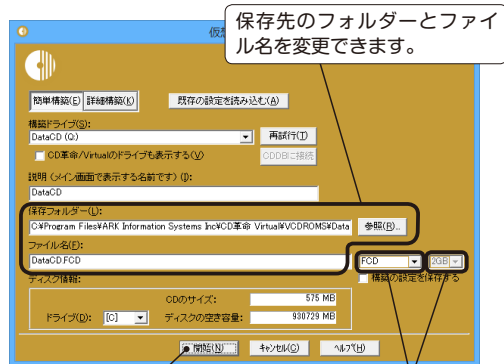 保存先のフォルダーとファイ
ル名を変更できます。
仮想
簡単構築(E) 詳細構築(K) 既存の設定を読み込む(A)
構築ドライブ(S):
DataCD (Q:) 再試行(T)
CD革命/Virtualのドライブも表示する(V) CDDBに接続
説明 (メイン画面で表示する名前です) (I):
DataCD
保存フォルダー(L):
C:¥Program Files¥ARK Information Systems Inc¥CD革命 Virtual¥VCDROMS¥Data 参照(R)..
ファイル名(F):
DataCD.FCD FCD 2GB
ディスク情報: 構築の設定を保存する
CDのサイズ: 575 MB
ドライブ(D): [C] ディスクの空き容量: 930729 MB
開始(N) キャンセル(C) ヘルプ(H)